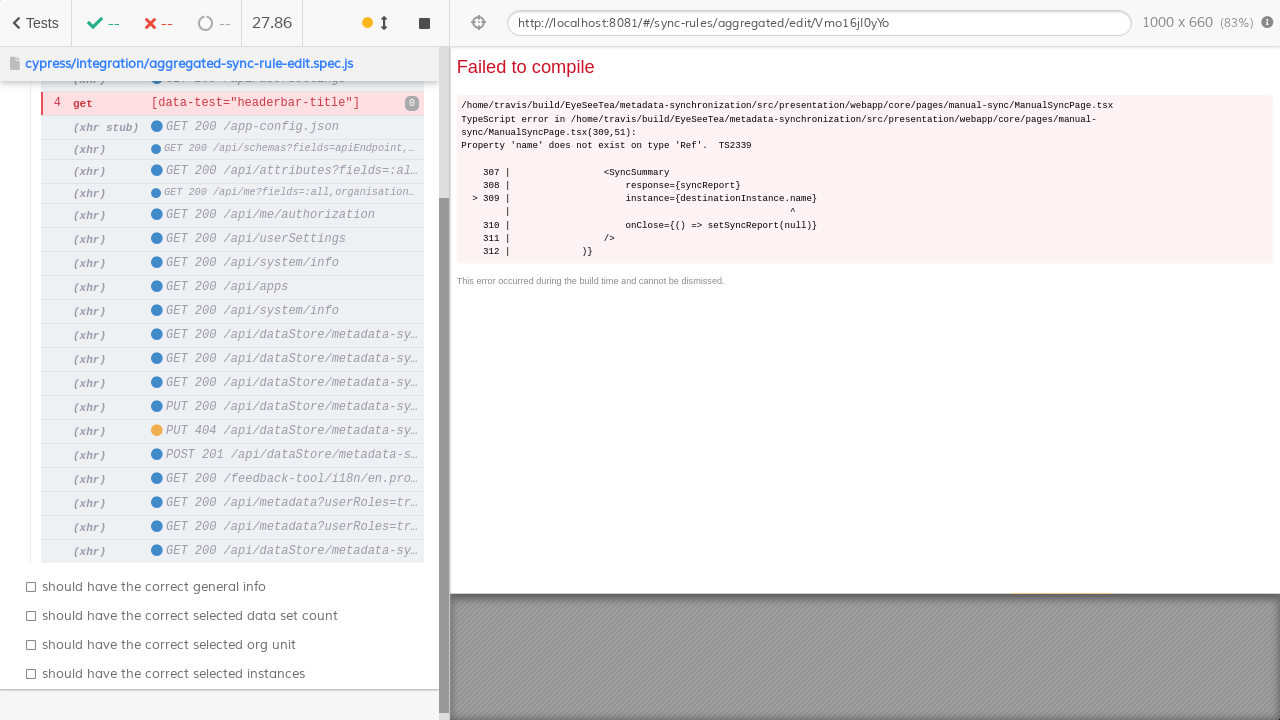 Tests
--
--
--
27.86
http://localhost:8081/#/sync-rules/aggregated/edit/Vmo16jl0yYo
1000 x 660 (83%)
cypress/integration/aggregated-sync-rule-edit.spec.js
4 get [data-test="headerbar-title"] 0
(xhr stub) GET 200 /app-config.json
(xhr) GET 200 /api/schemas?fields=apiEndpoint,…
(xhr) GET 200 /api/attributes?fields=:al…
(xhr) GET 200 /api/me?fields=:all,organisation…
(xhr) GET 200 /api/me/authorization
(xhr) GET 200 /api/userSettings
(xhr) GET 200 /api/system/info
(xhr) GET 200 /api/apps
(xhr) GET 200 /api/system/info
(xhr) GET 200 /api/dataStore/metadata-sy…
(xhr) GET 200 /api/dataStore/metadata-sy…
(xhr) GET 200 /api/dataStore/metadata-sy…
(xhr) PUT 200 /api/dataStore/metadata-sy…
(xhr) PUT 404 /api/dataStore/metadata-sy…
(xhr) POST 201 /api/dataStore/metadata-s…
(xhr) GET 200 /feedback-tool/i18n/en.pro…
(xhr) GET 200 /api/metadata?userRoles=tr…
(xhr) GET 200 /api/metadata?userRoles=tr…
(xhr) GET 200 /api/dataStore/metadata-sy…
should have the correct general info
should have the correct selected data set count
should have the correct selected org unit
should have the correct selected instances
Failed to compile
/home/travis/build/EyeSeeTea/metadata-synchronization/src/presentation/webapp/core/pages/manual-sync/ManualSyncPage.tsx
TypeScript error in /home/travis/build/EyeSeeTea/metadata-synchronization/src/presentation/webapp/core/pages/manual-
sync/ManualSyncPage.tsx(309,51):
Property 'name' does not exist on type 'Ref'.  TS2339
307 | <SyncSummary
308 | response={syncReport}
> 309 | instance={destinationInstance.name}
| ^
310 | onClose={() => setSyncReport(null)}
311 | />
312 | )}
This error occurred during the build time and cannot be dismissed.